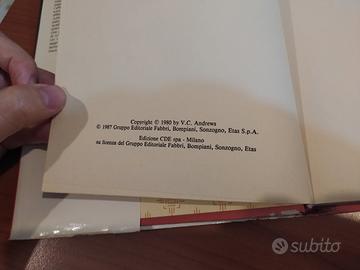 Copyright © 1980 by V.C. Andrews
© 1987 Gruppo Editoriale Fabbri, Bompiani, Sonzogno, Etas S.p.A.
Edizione CDE spa - Milano
su licenza del Gruppo Editoriale Fabbri, Bompiani, Sonzogno, Etas
subito